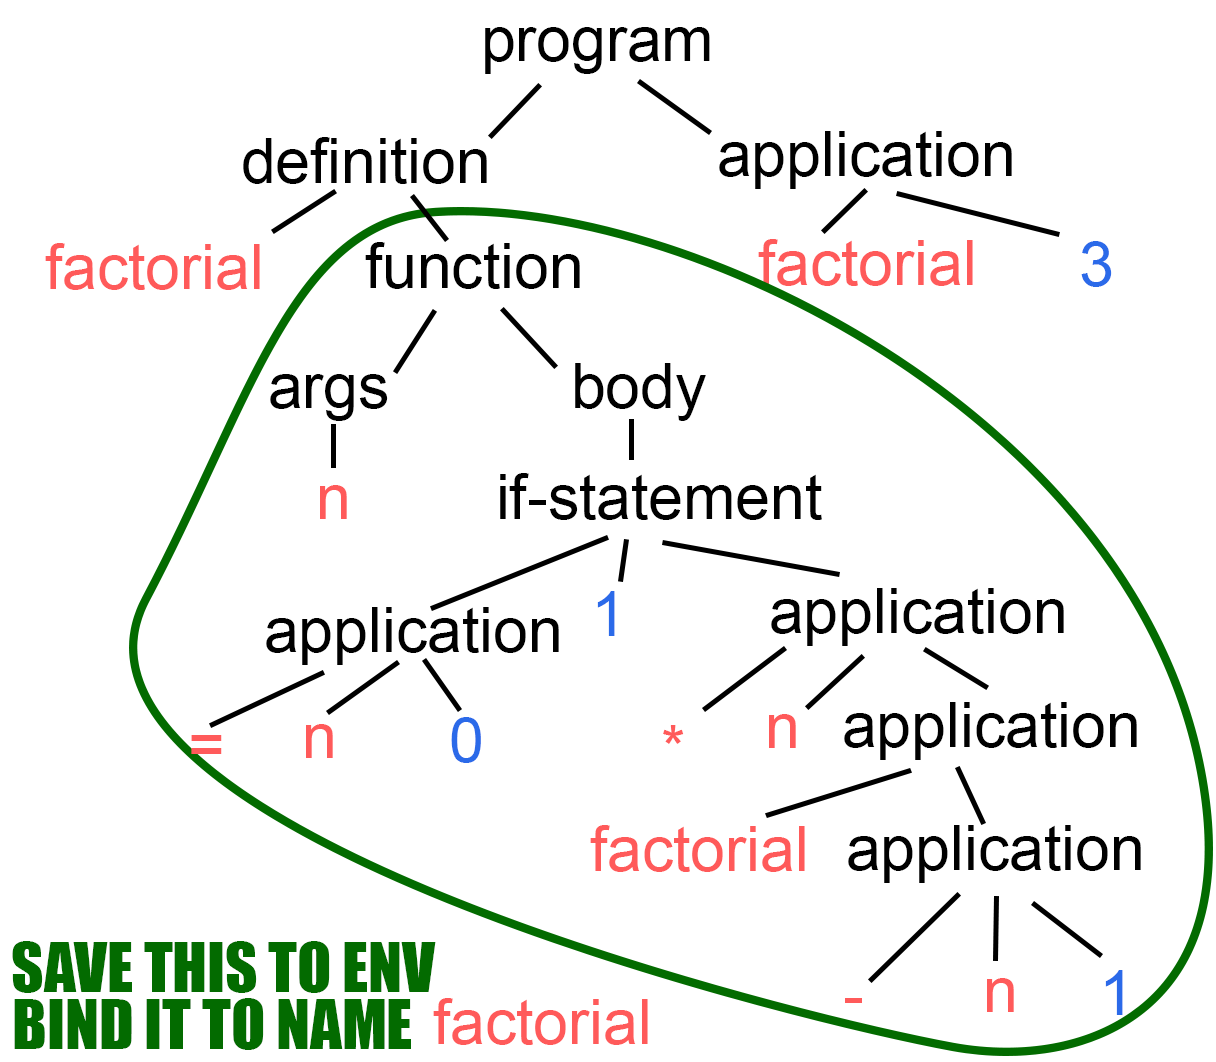 program
definition application
factorial function factorial 3
args body
n if-statement
application 1 application
= n 0 * n application
factorial application
- n 1
SAVE THIS TO ENV
BIND IT TO NAME factorial